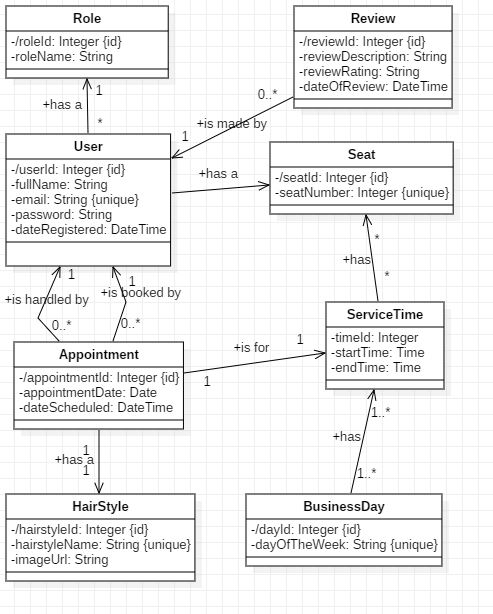 Role
-/roleId: Integer {id}
-roleName: String
Review
-/reviewId: Integer {id}
-reviewDescription: String
-reviewRating: String
-dateOfReview: DateTime
+has a
1
*
0..*
+is made by
1
User
-/userId: Integer {id}
-fullName: String
-email: String {unique}
-password: String
-dateRegistered: DateTime
+has a
Seat
-/seatId: Integer {id}
-seatNumber: Integer {unique}
*
+has
*
1
+is handled by
0..*
1
+is booked by
0..*
ServiceTime
-timeId: Integer
-startTime: Time
-endTime: Time
Appointment
-/appointmentId: Integer {id}
-appointmentDate: Date
-dateScheduled: DateTime
+is for
1
1
1..*
+has
1..*
1
+has a
1
HairStyle
-/hairstyleId: Integer {id}
-hairstyleName: String {unique}
-imageUrl: String
BusinessDay
-/dayId: Integer {id}
-dayOfTheWeek: String {unique}